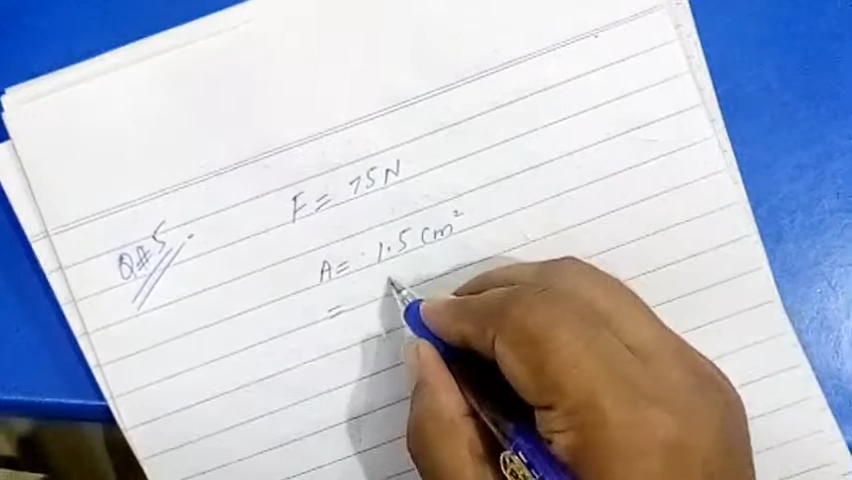 F = 75N
Q#5.
A = 1.5 cm²
=